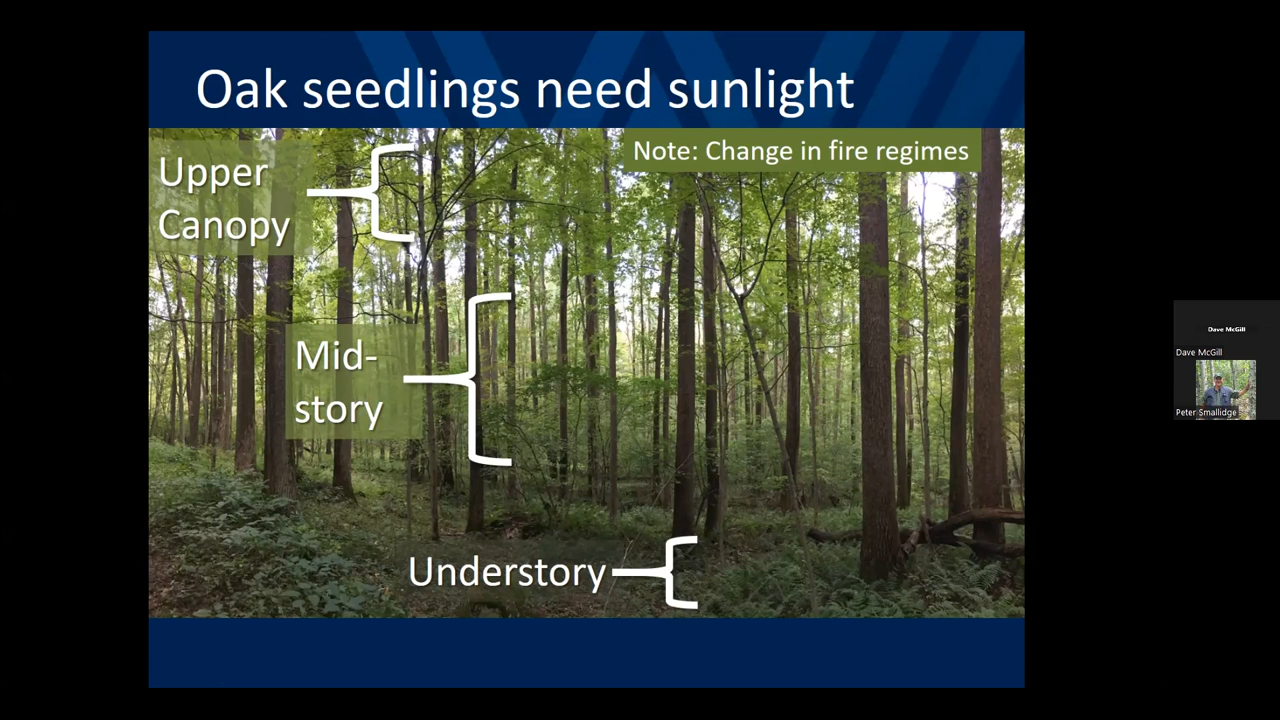 Oak seedlings need sunlight
Note: Change in fire regimes
Upper
Canopy
Mid-
story
Understory
Dave McGill
Dave McGill
Peter Smallidge